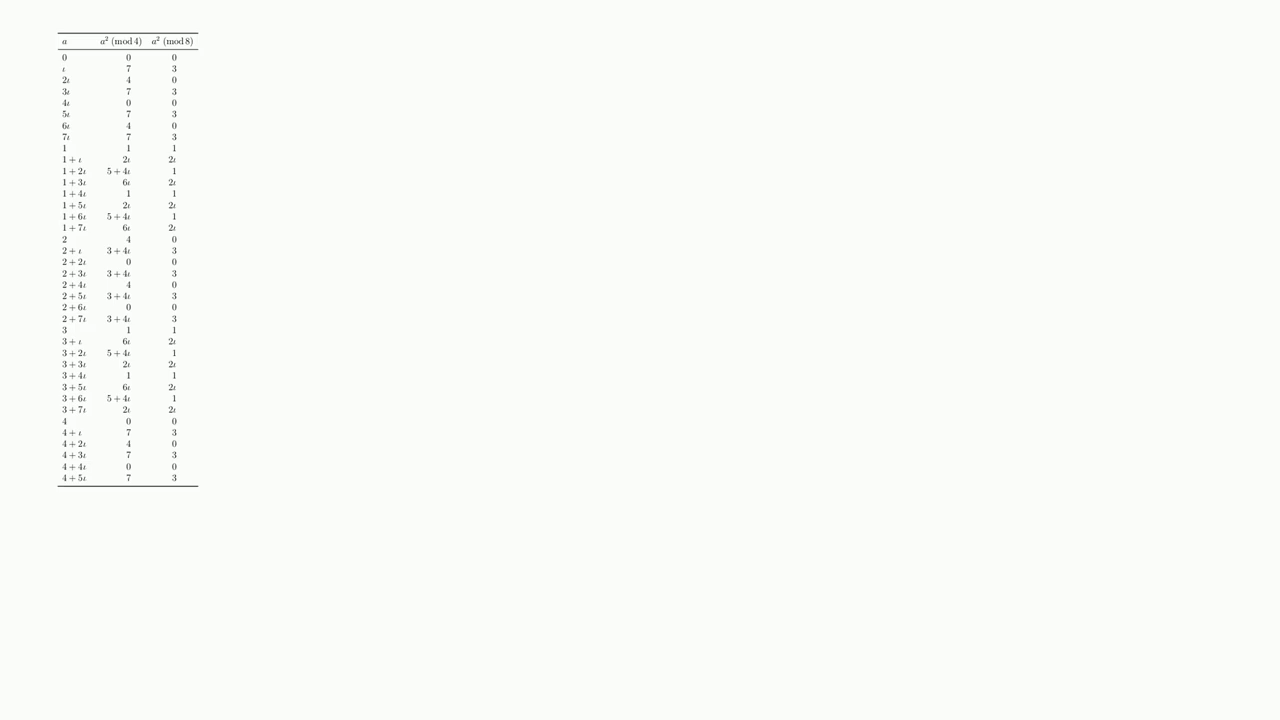 a a² (mod 4) a² (mod 8)
0 0 0
ι 7 3
2ι 4 0
3ι 7 3
4ι 0 0
5ι 7 3
6ι 4 0
7ι 7 3
1 1 1
1 + ι 2ι 2ι
1 + 2ι 5 + 4ι 1
1 + 3ι 6ι 2ι
1 + 4ι 1 1
1 + 5ι 2ι 2ι
1 + 6ι 5 + 4ι 1
1 + 7ι 6ι 2ι
2 4 0
2 + ι 3 + 4ι 3
2 + 2ι 0 0
2 + 3ι 3 + 4ι 3
2 + 4ι 4 0
2 + 5ι 3 + 4ι 3
2 + 6ι 0 0
2 + 7ι 3 + 4ι 3
3 1 1
3 + ι 6ι 2ι
3 + 2ι 5 + 4ι 1
3 + 3ι 2ι 2ι
3 + 4ι 1 1
3 + 5ι 6ι 2ι
3 + 6ι 5 + 4ι 1
3 + 7ι 2ι 2ι
4 0 0
4 + ι 7 3
4 + 2ι 4 0
4 + 3ι 7 3
4 + 4ι 0 0
4 + 5ι 7 3